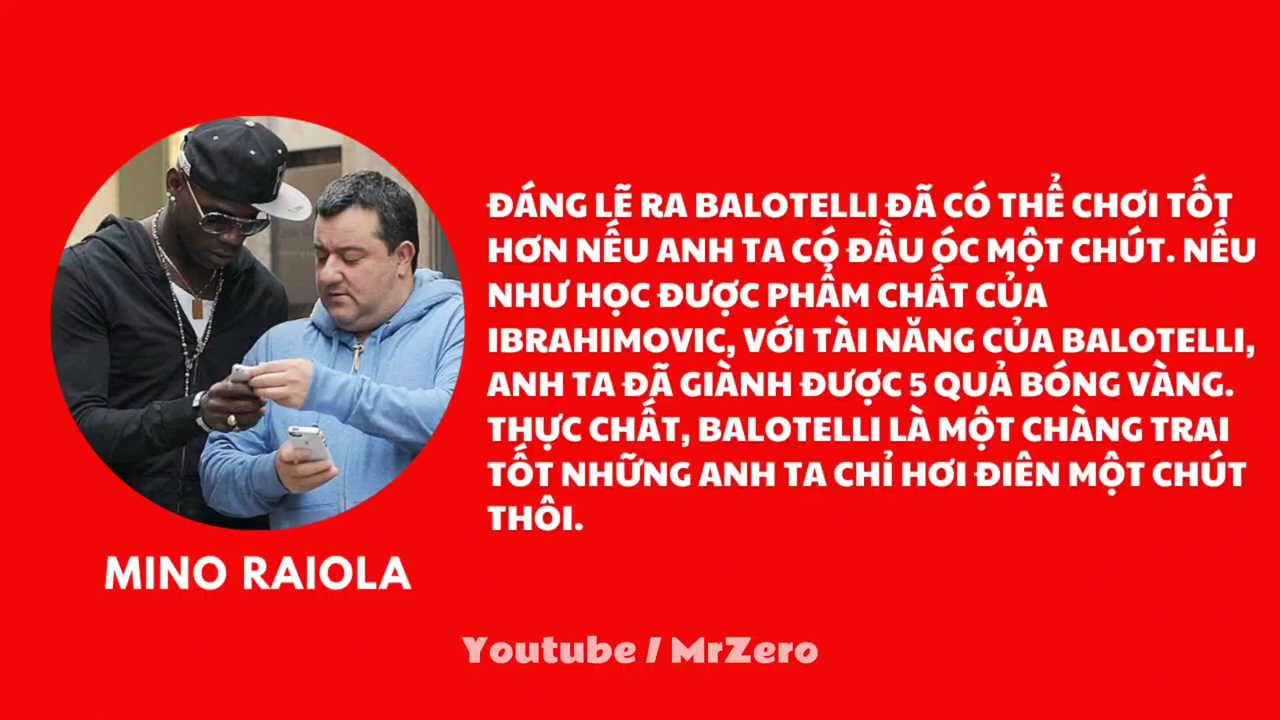 ĐÁNG LẼ RA BALOTELLI ĐÃ CÓ THỂ CHƠI TỐT
HƠN NẾU ANH TA CÓ ĐẦU ÓC MỘT CHÚT. NẾU
NHƯ HỌC ĐƯỢC PHẨM CHẤT CỦA
IBRAHIMOVIC, VỚI TÀI NĂNG CỦA BALOTELLI,
ANH TA ĐÃ GIÀNH ĐƯỢC 5 QUẢ BÓNG VÀNG.
THỰC CHẤT, BALOTELLI LÀ MỘT CHÀNG TRAI
TỐT NHỮNG ANH TA CHỈ HƠI ĐIÊN MỘT CHÚT
THÔI.
MINO RAIOLA
Youtube / MrZero